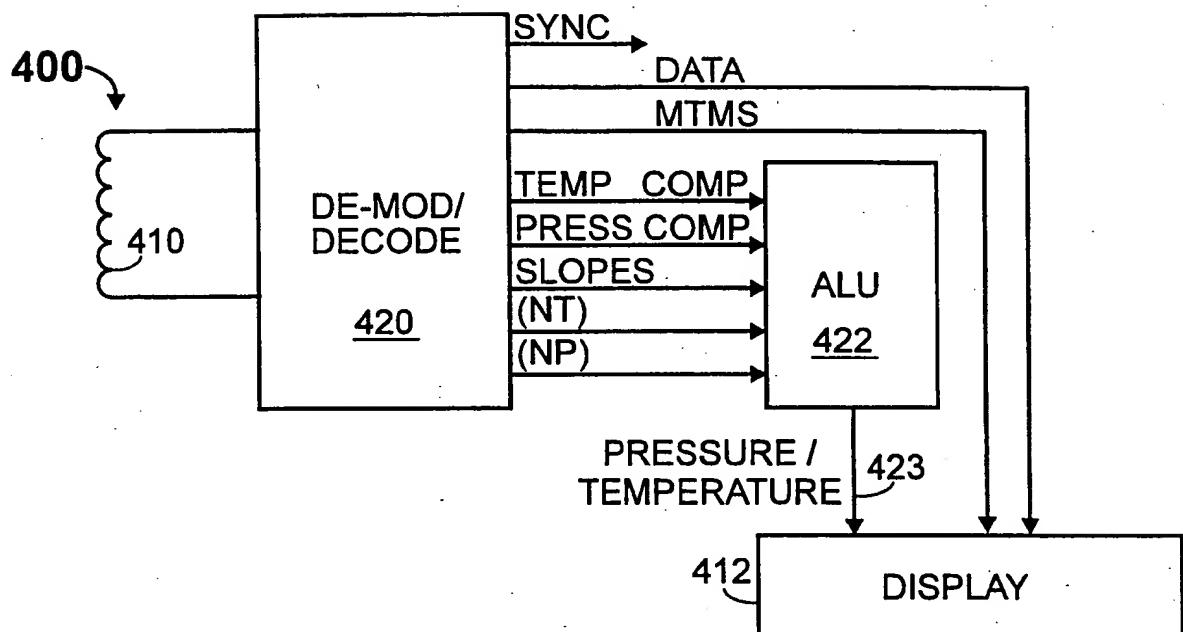 400
410
DE-MOD/
DECODE
420
SYNC
DATA
MTMS
TEMP COMP
PRESS COMP
SLOPES
(NT)
(NP)
ALU
422
PRESSURE /
TEMPERATURE
423
412
DISPLAY